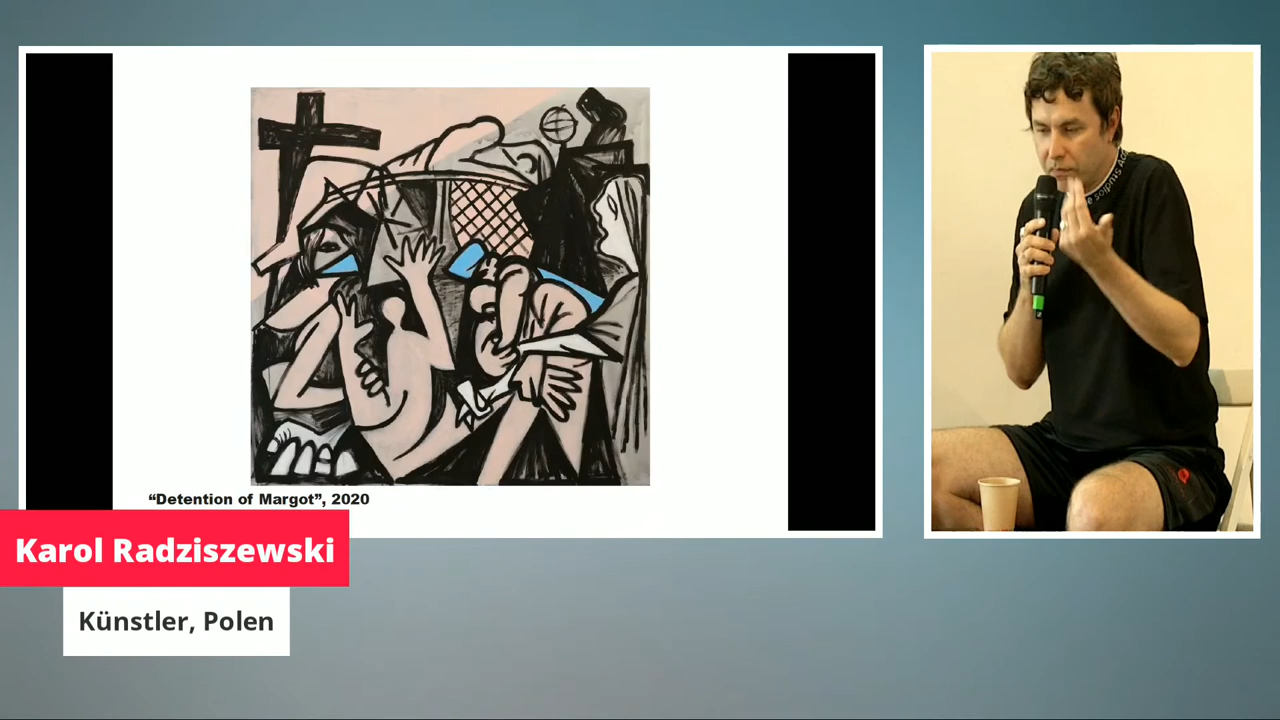 “Detention of Margot”, 2020
Karol Radziszewski
Künstler, Polen